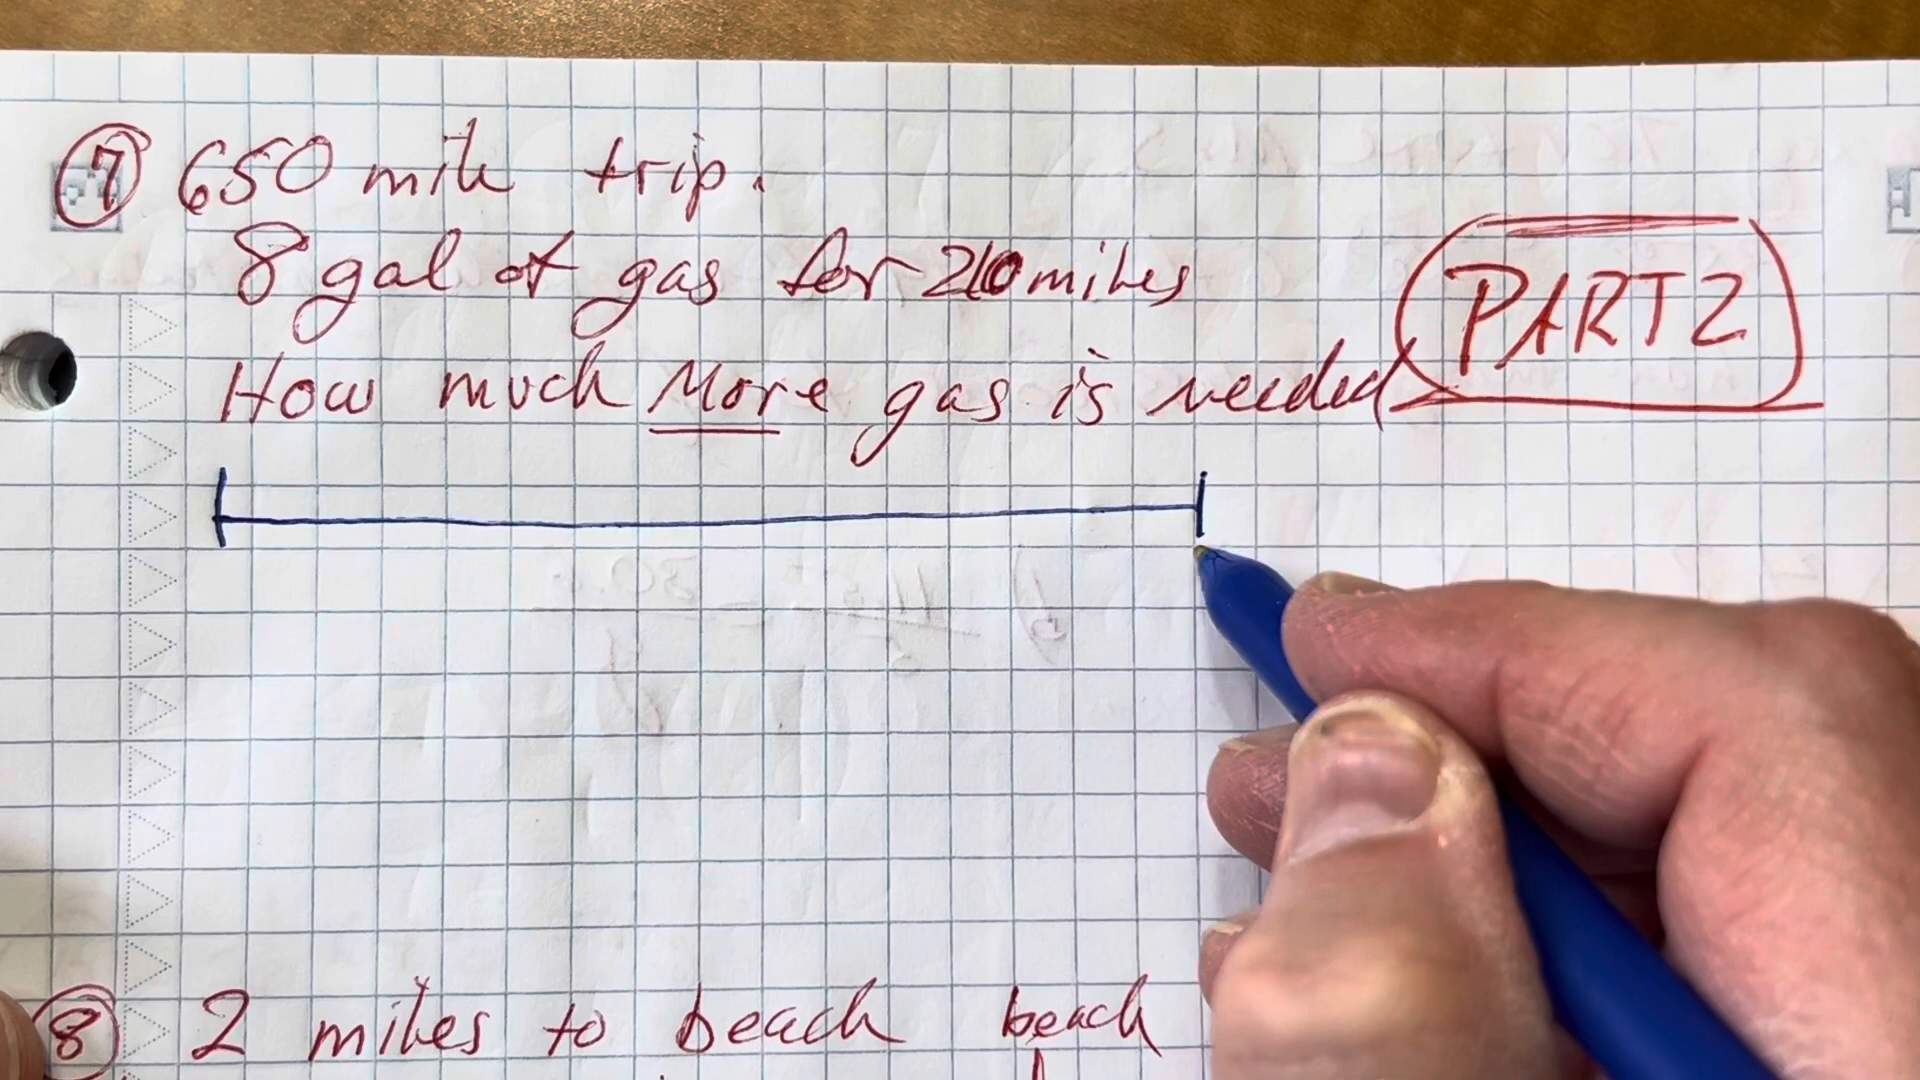 7 650 mile trip.
8 gal of gas for 210 miles
How much More gas is needed
PART 2
8 2 miles to beach beach